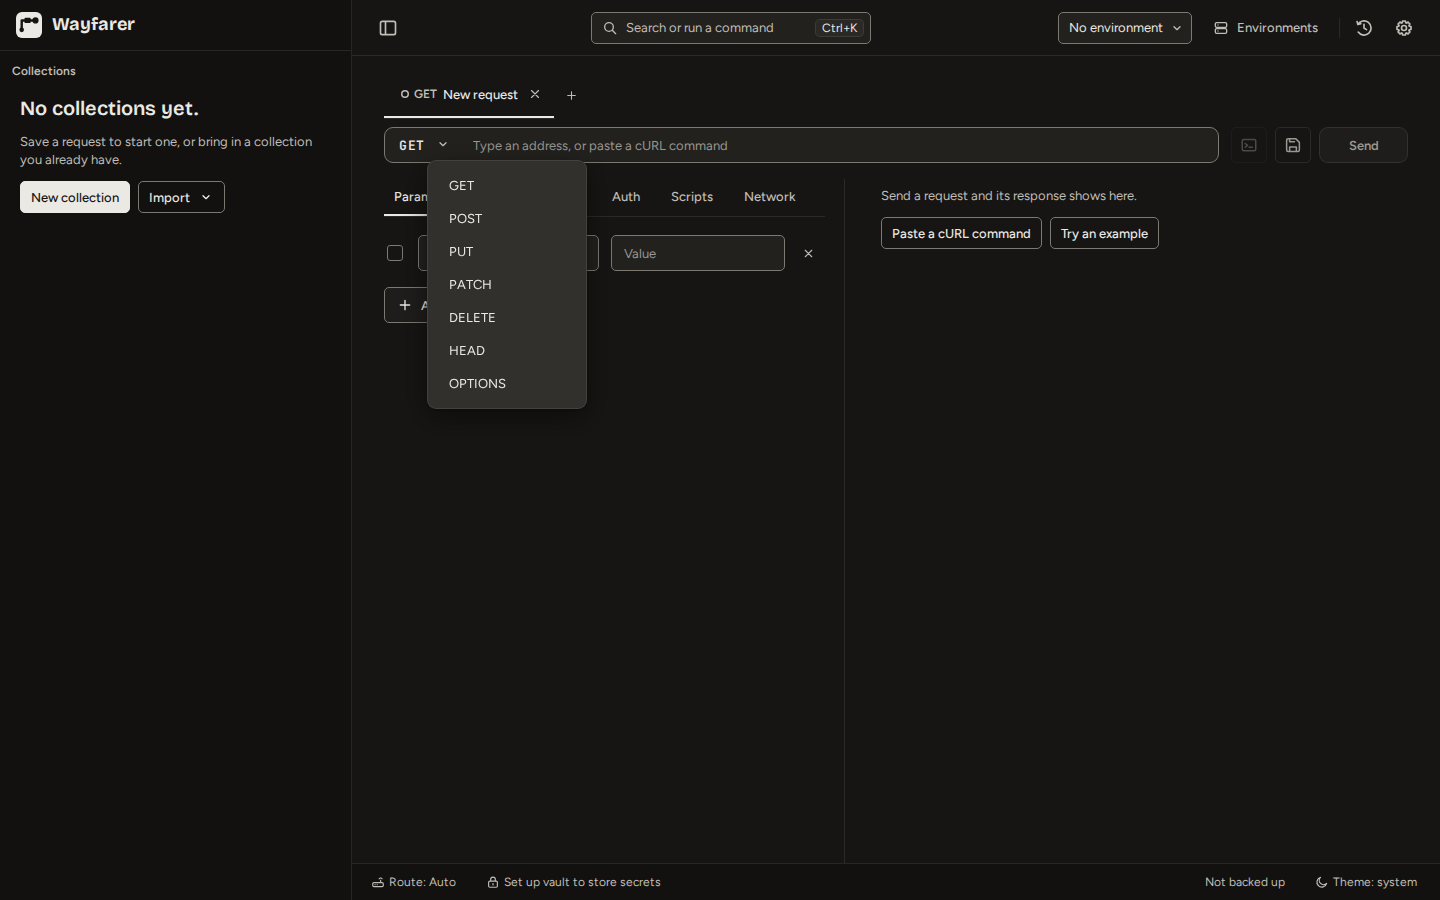 Wayfarer
Search or run a command
Ctrl+K
No environment
Environments
Collections
No collections yet.
Save a request to start one, or bring in a collection
you already have.
New collection
Import
GET New request
GET
Type an address, or paste a cURL command
Send
GET
POST
PUT
PATCH
DELETE
HEAD
OPTIONS
Auth
Scripts
Network
Value
Send a request and its response shows here.
Paste a cURL command
Try an example
Route: Auto
Set up vault to store secrets
Not backed up
Theme: system